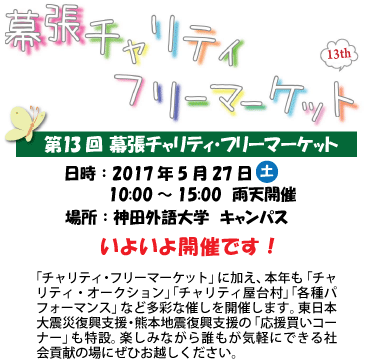 幕張チャリティ
フリーマーケット
13th
第13回 幕張チャリティ・フリーマーケット
日時：2017年5月27日 土
10:00 〜 15:00 雨天開催
場所：神田外語大学 キャンパス
いよいよ開催です！
「チャリティ・フリーマーケット」に加え、本年も「チャ
リティ・オークション」「チャリティ屋台村」「各種パ
フォーマンス」など多彩な催しを開催します。東日本
大震災復興支援・熊本地震復興支援の「応援買いコー
ナー」も特設。楽しみながら誰もが気軽にできる社
会貢献の場にぜひお越しください。